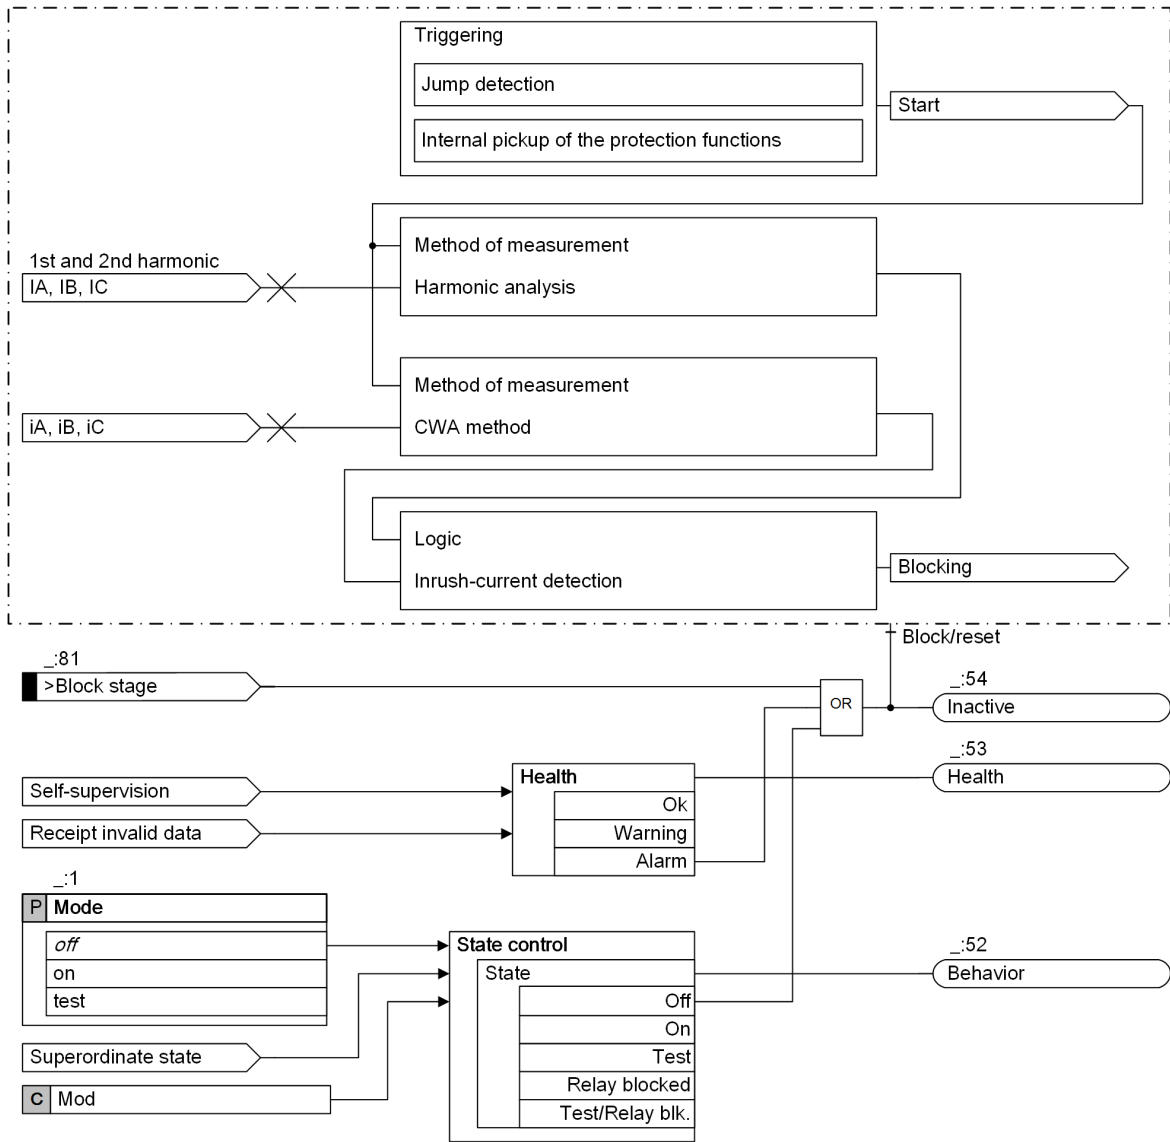 Triggering
Jump detection
Start
Internal pickup of the protection functions
Method of measurement
1st and 2nd harmonic
IA, IB, IC
Harmonic analysis
Method of measurement
iA, iB, iC
CWA method
Logic
Blocking
Inrush-current detection
Block/reset
_:81
>Block stage
_:54
OR
Inactive
_:53
Health
Health
Self-supervision
Ok
Receipt invalid data
Warning
Alarm
_:1
P Mode
off
on
test
State control
_:52
State
Behavior
Off
On
Superordinate state
Test
Relay blocked
C Mod
Test/Relay blk.